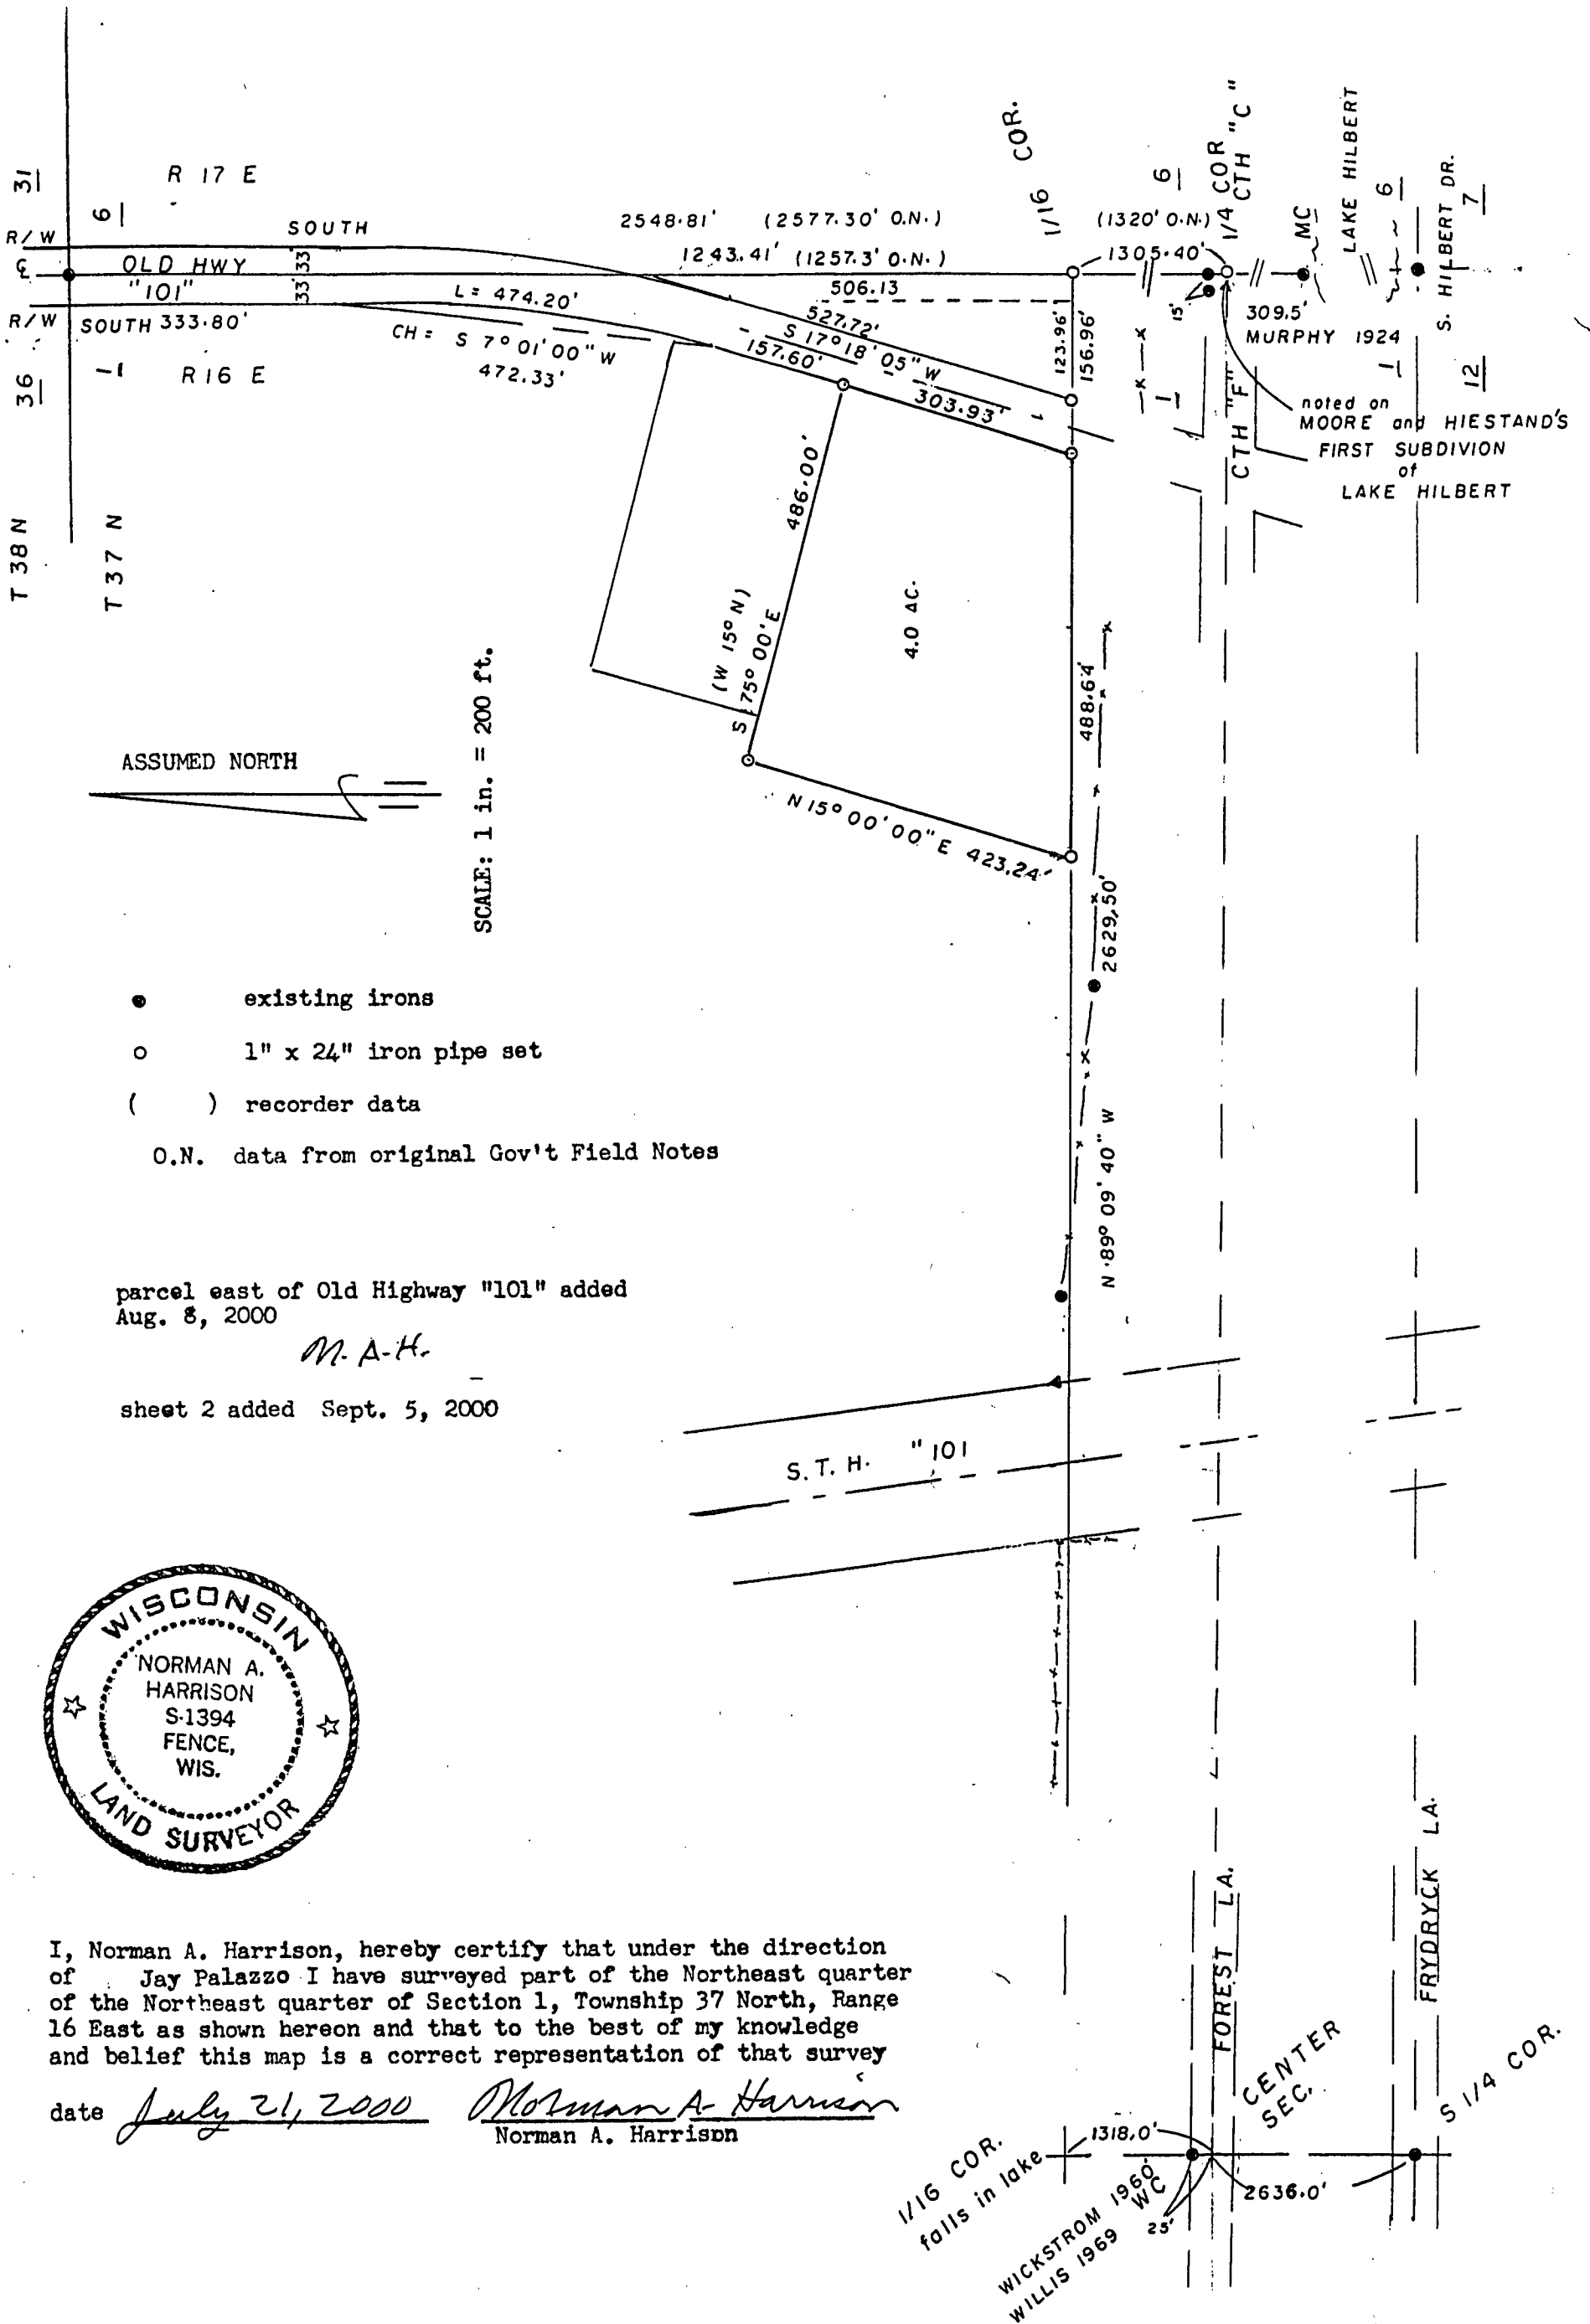 31
R 17 E
6
R/W
SOUTH
2548.81' (2577.30' O.N.)
1243.41' (1257.3' O.N.)
1/16 COR.
(1320' O.N.)
1305.40'
6
1/4 COR
CTH "C"
MC
LAKE HILBERT
6
S. HILBERT DR.
7
℄
OLD HWY
"101"
33'
33'
L = 474.20'
506.13
R/W
SOUTH 333.80'
CH = S 7° 01' 00" W
472.33'
527.72'
S 17° 18' 05" W
157.60'
303.93'
123.96'
156.96'
15'
309.5'
MURPHY 1924
36
1
R 16 E
1
CTH "F"
1
12
noted on
MOORE and HIESTAND'S
FIRST SUBDIVION
of
LAKE HILBERT
T 38 N
T 37 N
486.00'
(W 15° N)
S 75° 00' E
4.0 AC.
488.64'
N 15° 00' 00" E 423.24'
ASSUMED NORTH
SCALE: 1 in. = 200 ft.
2629.50'
N 89° 09' 40" W
existing irons
1" x 24" iron pipe set
( ) recorder data
O.N. data from original Gov't Field Notes
parcel east of Old Highway "101" added
Aug. 8, 2000
M. A. H.
sheet 2 added Sept. 5, 2000
S. T. H. "101
WISCONSIN
NORMAN A.
HARRISON
S-1394
FENCE,
WIS.
LAND SURVEYOR
I, Norman A. Harrison, hereby certify that under the direction
of Jay Palazzo I have surveyed part of the Northeast quarter
of the Northeast quarter of Section 1, Township 37 North, Range
16 East as shown hereon and that to the best of my knowledge
and belief this map is a correct representation of that survey
date July 21, 2000 Norman A. Harrison
Norman A. Harrison
FOREST LA.
FRYDRYCK LA.
CENTER
SEC.
S 1/4 COR.
1/16 COR.
falls in lake
1318.0'
WICKSTROM 1960
WILLIS 1969
WC
25'
2636.0'